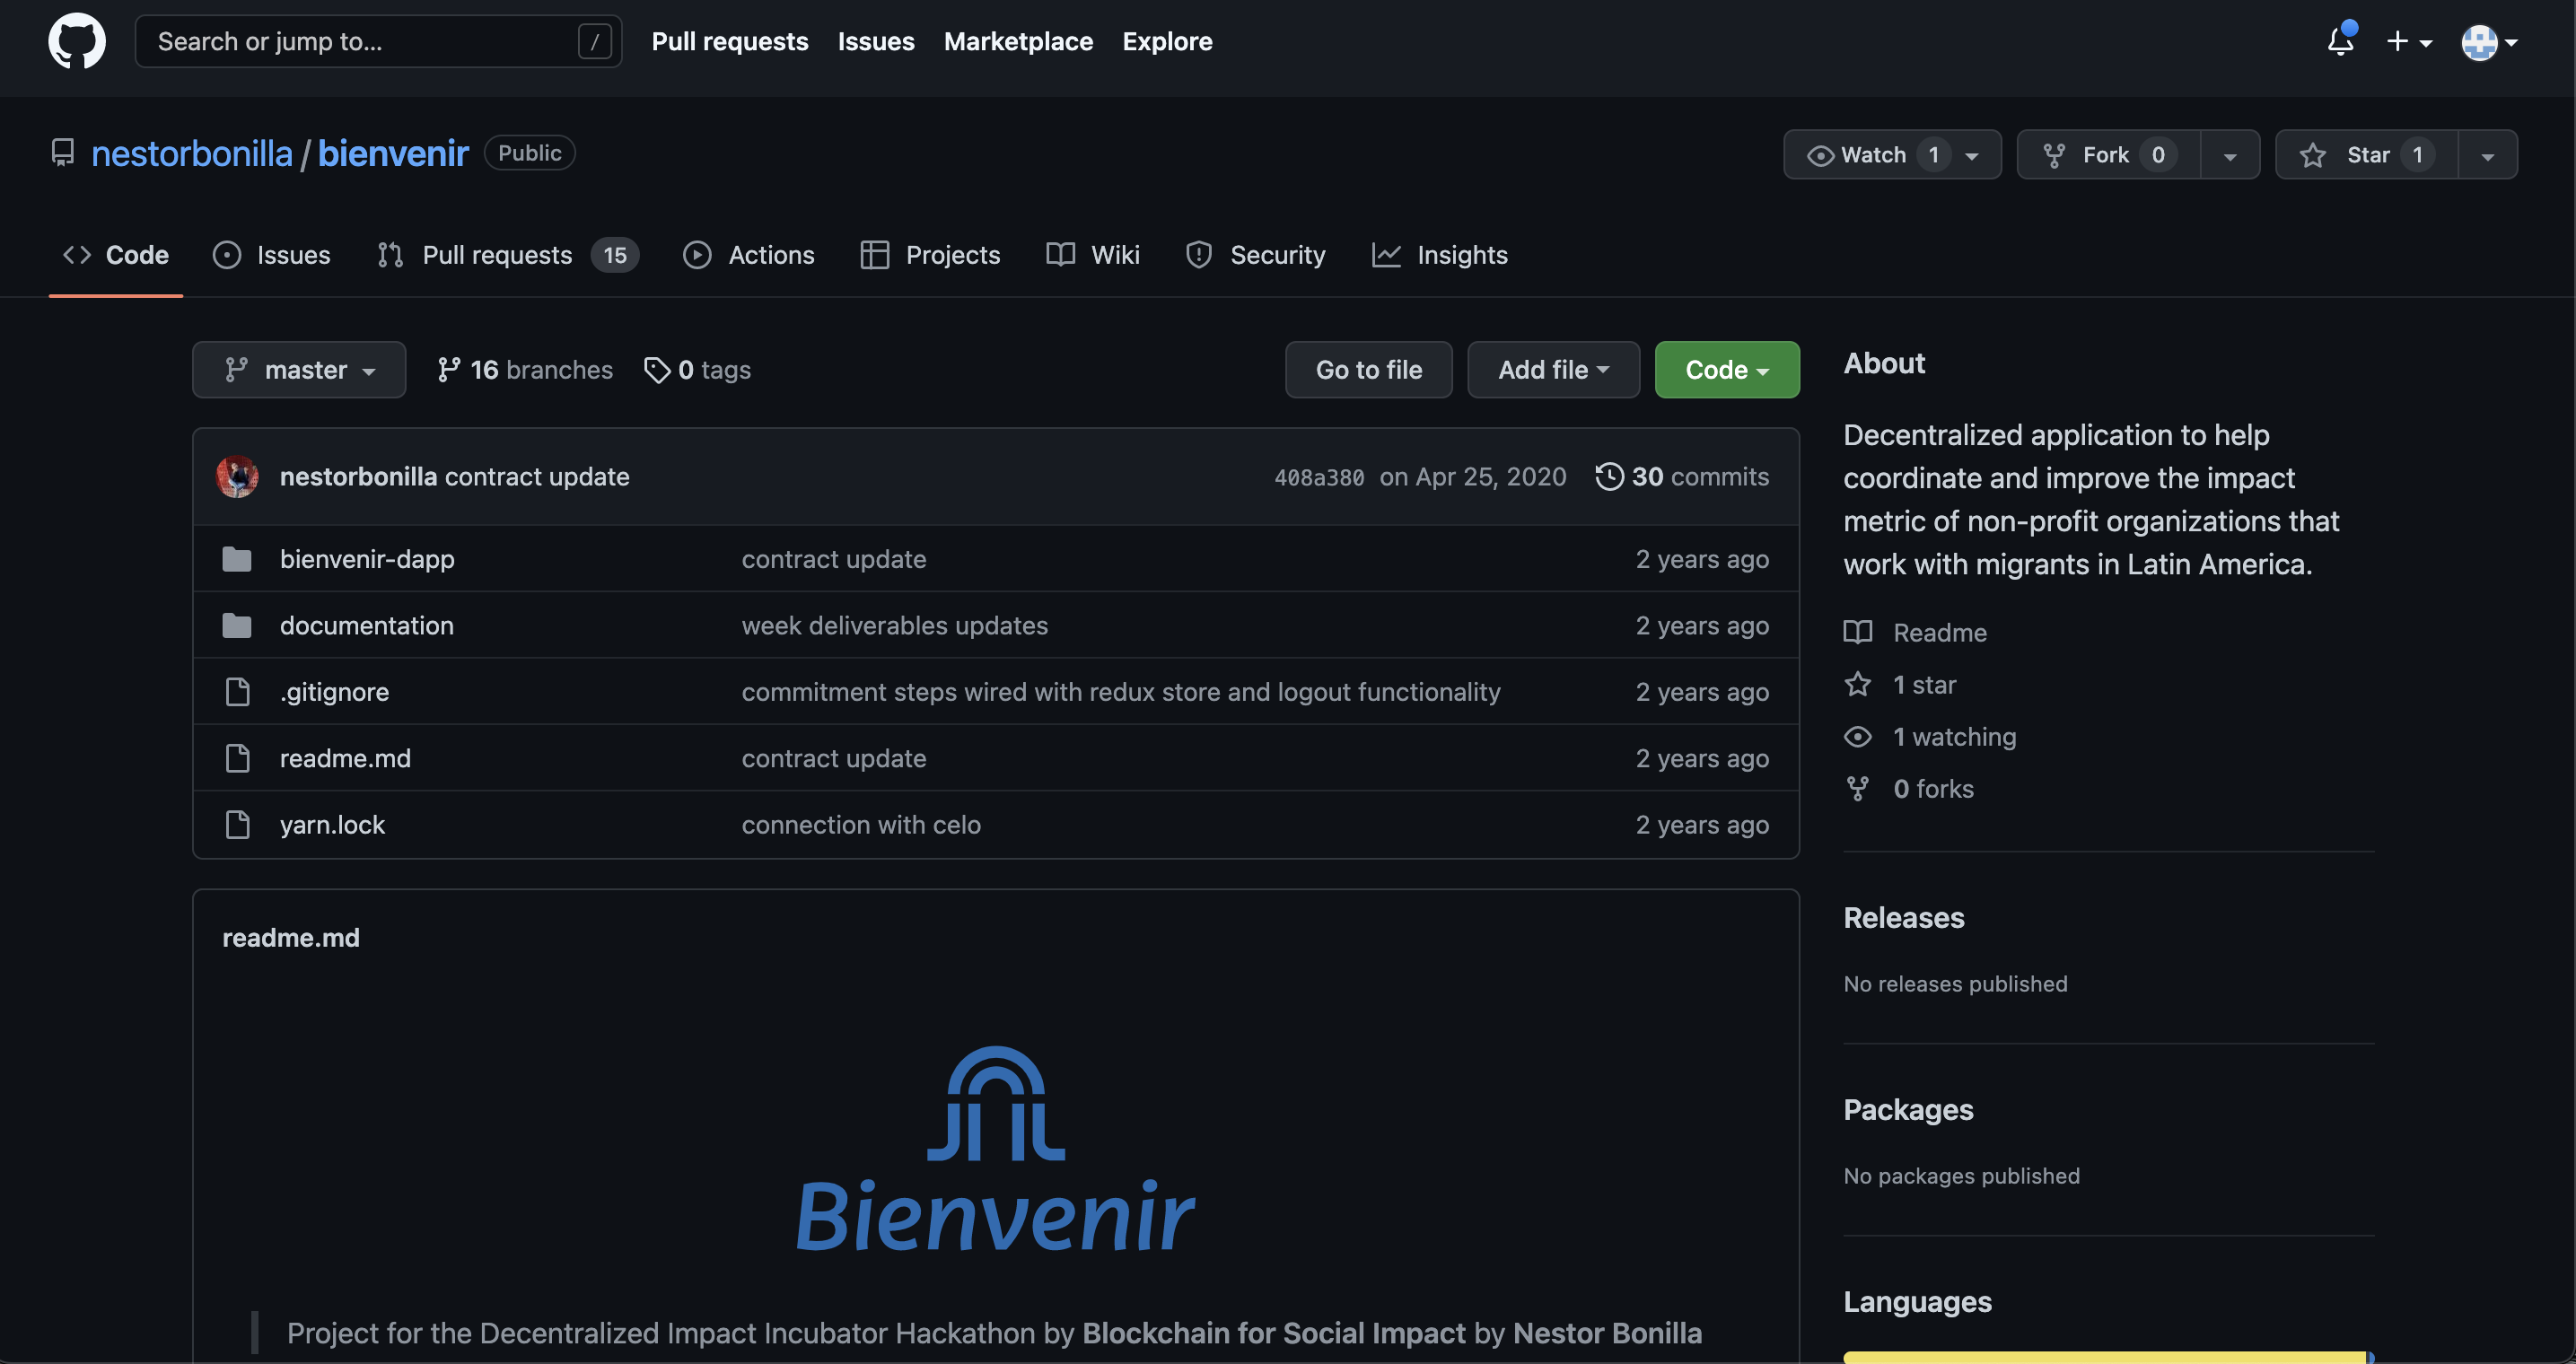 Search or jump to... /
Pull requests Issues Marketplace Explore
nestorbonilla / bienvenir Public
Watch 1 Fork 0 Star 1
Code Issues Pull requests 15 Actions Projects Wiki Security Insights
master 16 branches 0 tags
Go to file Add file Code
nestorbonilla contract update 408a380 on Apr 25, 2020 30 commits
bienvenir-dapp contract update 2 years ago
documentation week deliverables updates 2 years ago
.gitignore commitment steps wired with redux store and logout functionality 2 years ago
readme.md contract update 2 years ago
yarn.lock connection with celo 2 years ago
readme.md
Bienvenir
Project for the Decentralized Impact Incubator Hackathon by Blockchain for Social Impact by Nestor Bonilla
About
Decentralized application to help
coordinate and improve the impact
metric of non-profit organizations that
work with migrants in Latin America.
Readme
1 star
1 watching
0 forks
Releases
No releases published
Packages
No packages published
Languages